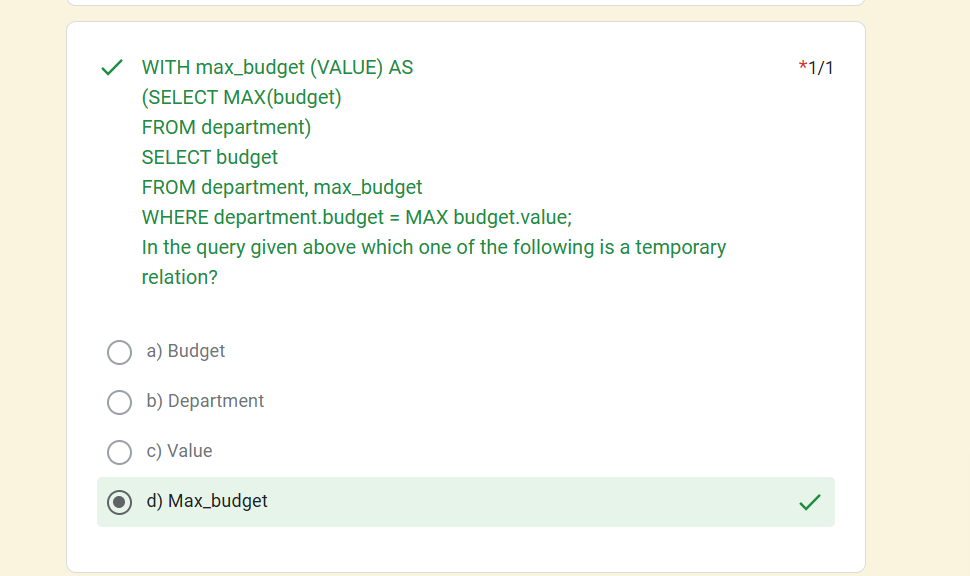 WITH max_budget (VALUE) AS *1/1
(SELECT MAX(budget)
FROM department)
SELECT budget
FROM department, max_budget
WHERE department.budget = MAX budget.value;
In the query given above which one of the following is a temporary
relation?
a) Budget
b) Department
c) Value
d) Max_budget